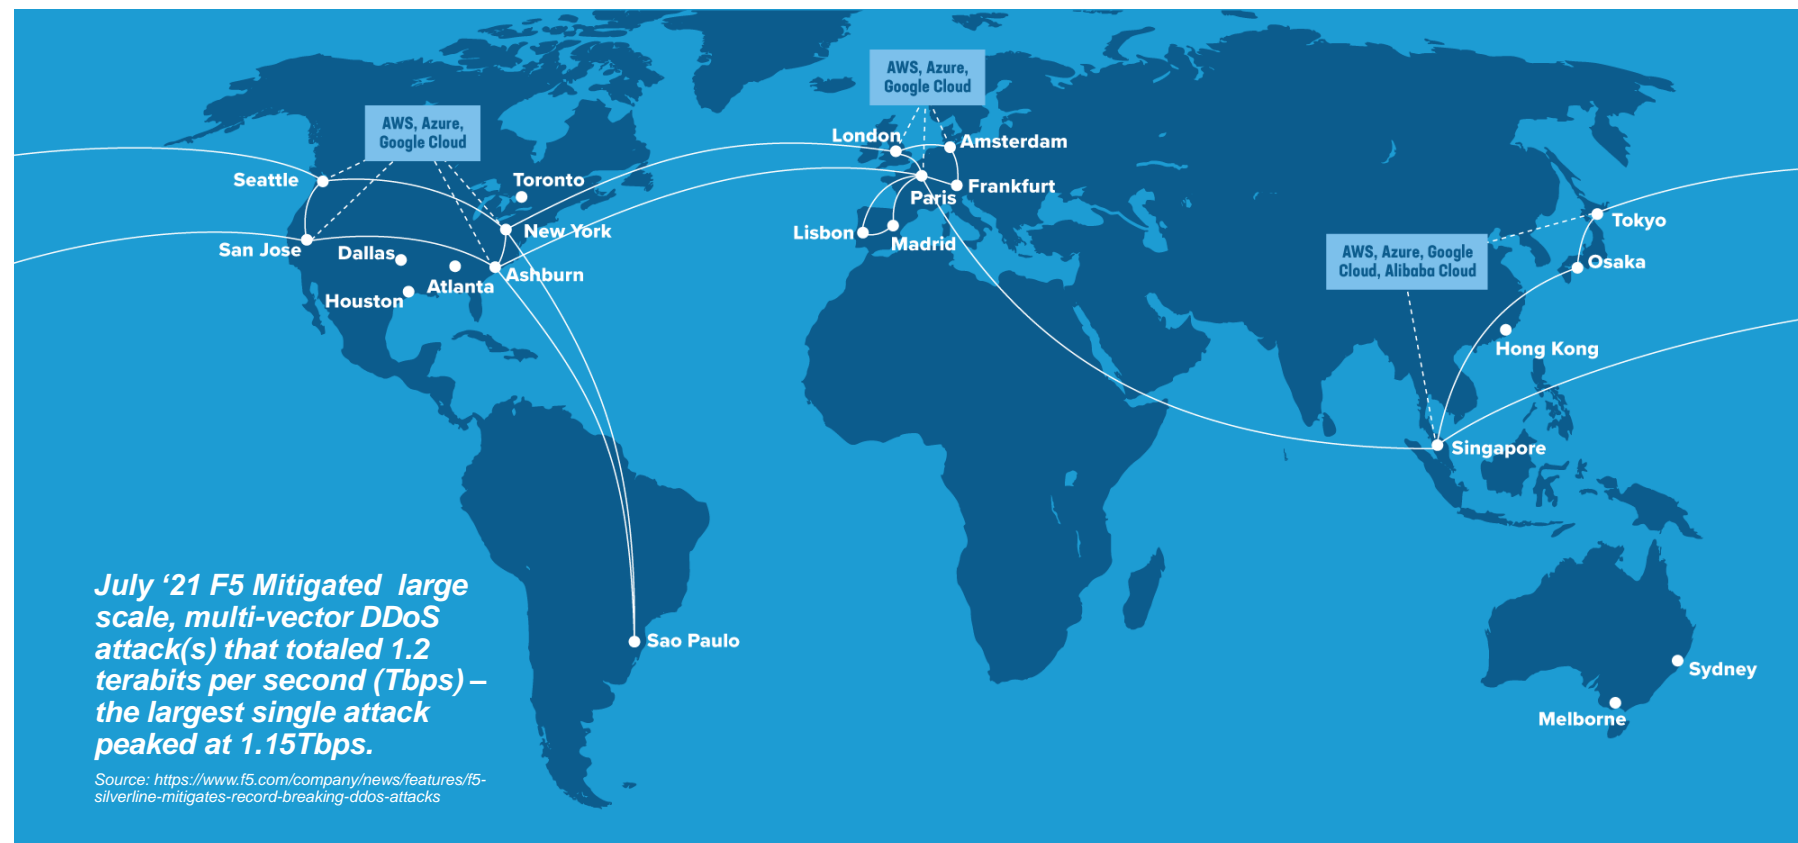 AWS, Azure,
Google Cloud
AWS, Azure,
Google Cloud
London
Amsterdam
Seattle
Toronto
Paris
Frankfurt
New York
Lisbon
Madrid
Tokyo
San Jose
Dallas
Ashburn
AWS, Azure, Google
Cloud, Alibaba Cloud
Osaka
Atlanta
Houston
Hong Kong
Singapore
July ‘21 F5 Mitigated large
scale, multi-vector DDoS
attack(s) that totaled 1.2
terabits per second (Tbps) –
the largest single attack
peaked at 1.15Tbps.
Source: https://www.f5.com/company/news/features/f5-
silverline-mitigates-record-breaking-ddos-attacks
Sao Paulo
Sydney
Melborne